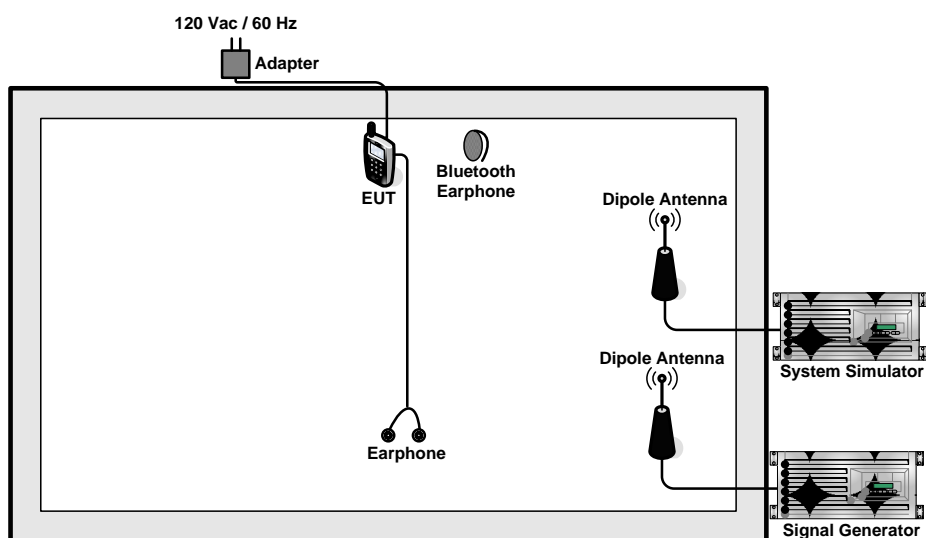 120 Vac / 60 Hz
Adapter
EUT
Bluetooth
Earphone
Dipole Antenna
System Simulator
Dipole Antenna
Earphone
Signal Generator